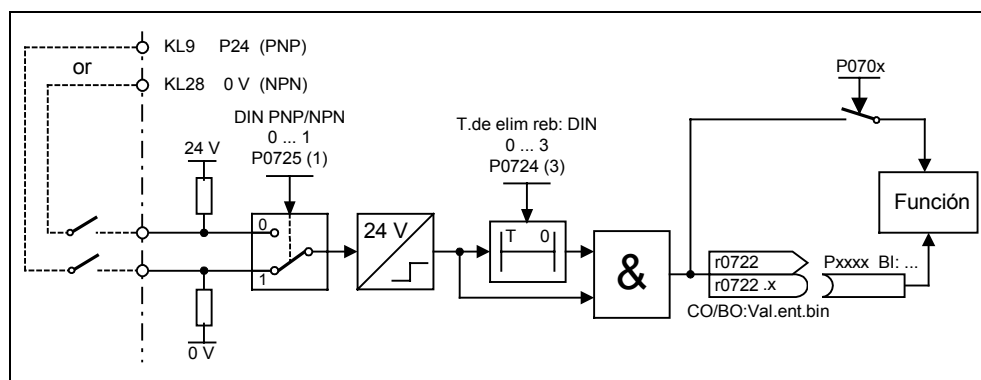 KL9 P24 (PNP)
or
KL28 0 V (NPN)
P070x
DIN PNP/NPN
0 ... 1
P0725 (1)
T.de elim reb: DIN
0 ... 3
P0724 (3)
24 V
0
1
24 V
T 0
&
Función
r0722
r0722 .x
Pxxxx BI: ...
CO/BO:Val.ent.bin
0 V